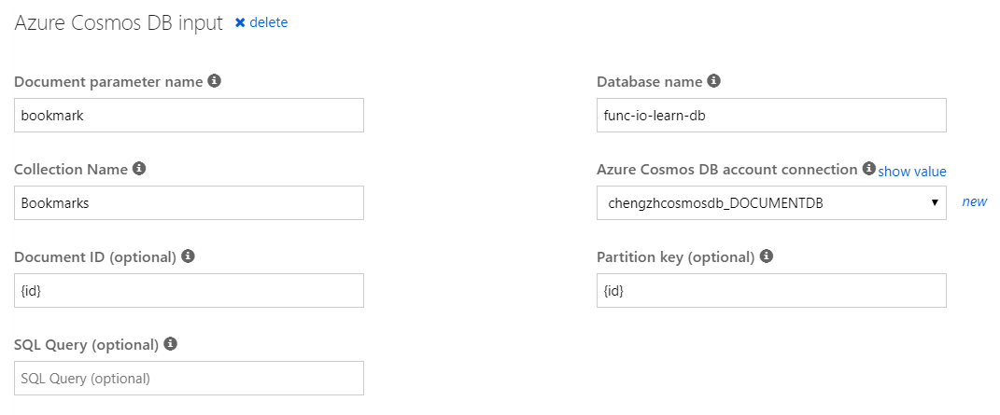 Azure Cosmos DB input ✖ delete
Document parameter name
Database name
bookmark
func-io-learn-db
Collection Name
Azure Cosmos DB account connection show value
Bookmarks
chengzhcosmosdb_DOCUMENTDB
new
Document ID (optional)
Partition key (optional)
{id}
{id}
SQL Query (optional)
SQL Query (optional)